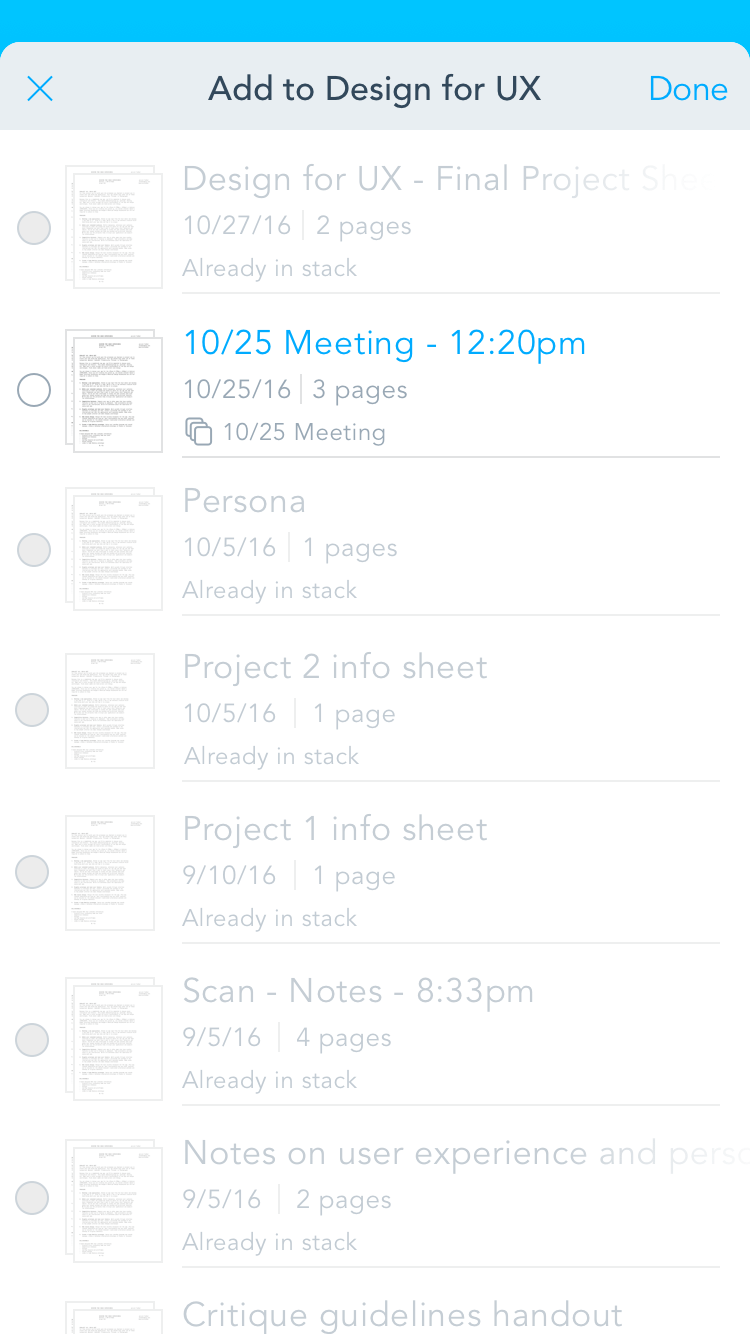 Add to Design for UX
Done
Design for UX - Final Project She
10/27/16 | 2 pages
Already in stack
10/25 Meeting - 12:20pm
10/25/16 | 3 pages
10/25 Meeting
Persona
10/5/16 | 1 pages
Already in stack
Project 2 info sheet
10/5/16 | 1 page
Already in stack
Project 1 info sheet
9/10/16 | 1 page
Already in stack
Scan - Notes - 8:33pm
9/5/16 | 4 pages
Already in stack
Notes on user experience and perso
9/5/16 | 2 pages
Already in stack
Critique guidelines handout